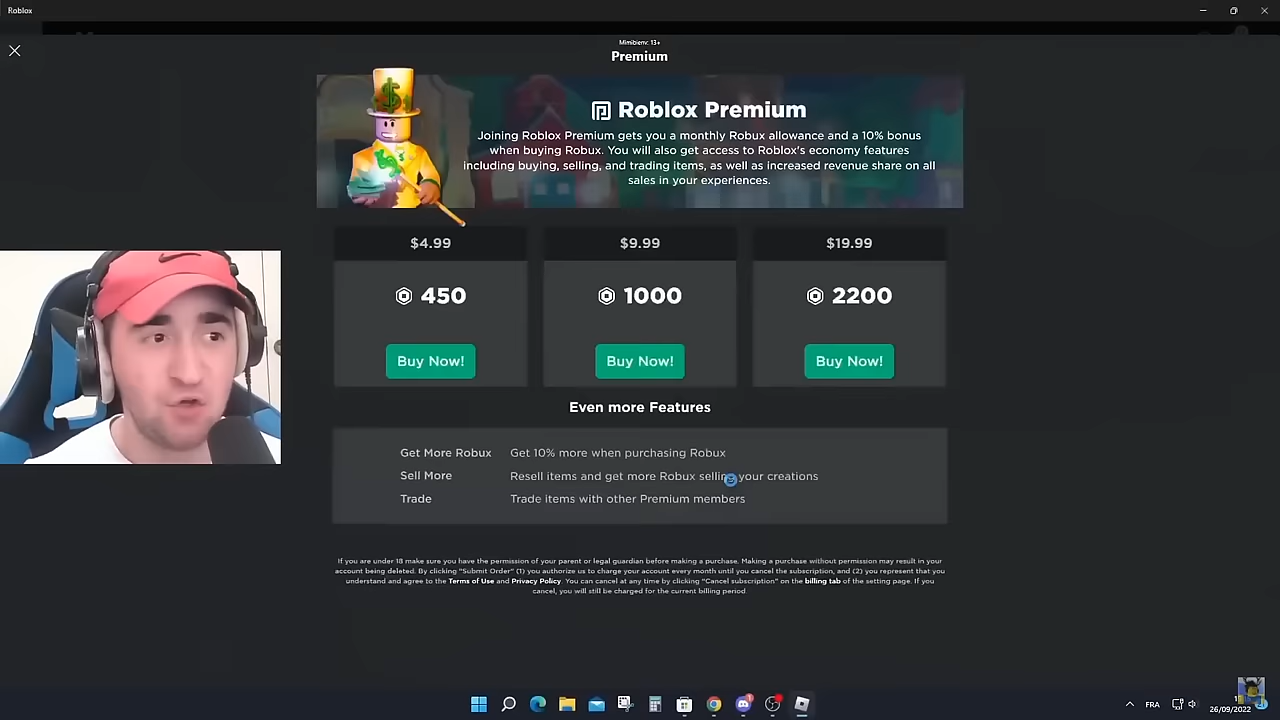 Roblox
Mimibienv: 13+
Premium
Roblox Premium
Joining Roblox Premium gets you a monthly Robux allowance and a 10% bonus
when buying Robux. You will also get access to Roblox's economy features
including buying, selling, and trading items, as well as increased revenue share on all
sales in your experiences.
$4.99
$9.99
$19.99
450
1000
2200
Buy Now!
Buy Now!
Buy Now!
Even more Features
Get More Robux Get 10% more when purchasing Robux
Sell More Resell items and get more Robux selling your creations
Trade Trade items with other Premium members
If you are under 18 make sure you have the permission of your parent or legal guardian before making a purchase. Making a purchase without permission may result in your
account being deleted. By clicking "Submit Order" (1) you authorize us to charge your account every month until you cancel the subscription, and (2) you represent that you
understand and agree to the Terms of Use and Privacy Policy. You can cancel at any time by clicking "Cancel subscription" on the billing tab of the setting page. If you
cancel, you will still be charged for the current billing period
FRA
26/09/2022